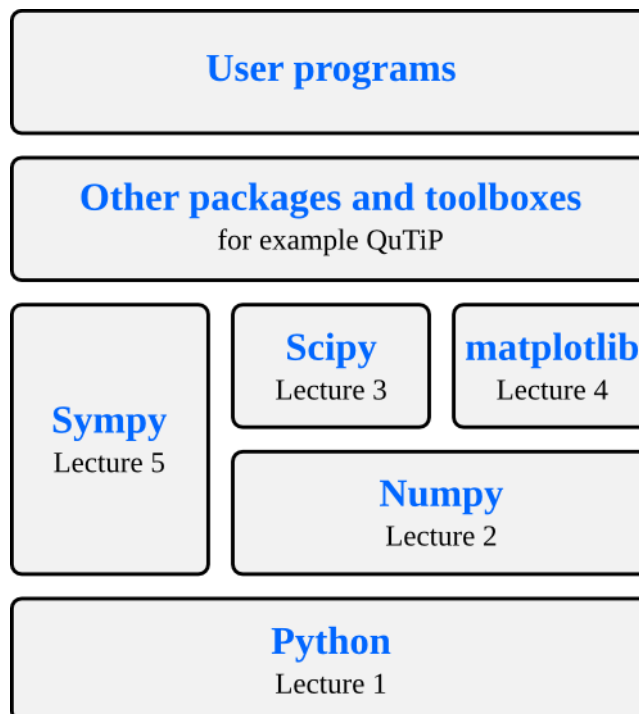 User programs
Other packages and toolboxes
for example QuTiP
Scipy
Lecture 3
matplotlib
Lecture 4
Sympy
Lecture 5
Numpy
Lecture 2
Python
Lecture 1